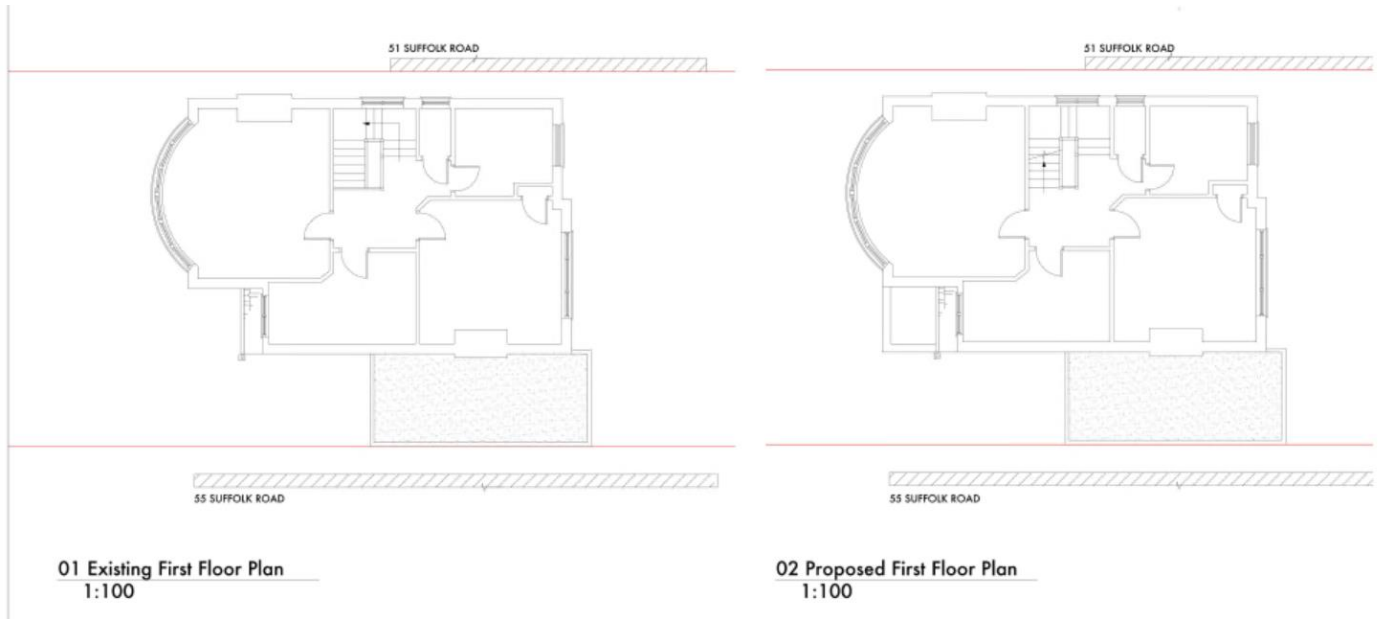 51 SUFFOLK ROAD
55 SUFFOLK ROAD
01 Existing First Floor Plan
1:100
51 SUFFOLK ROAD
55 SUFFOLK ROAD
02 Proposed First Floor Plan
1:100